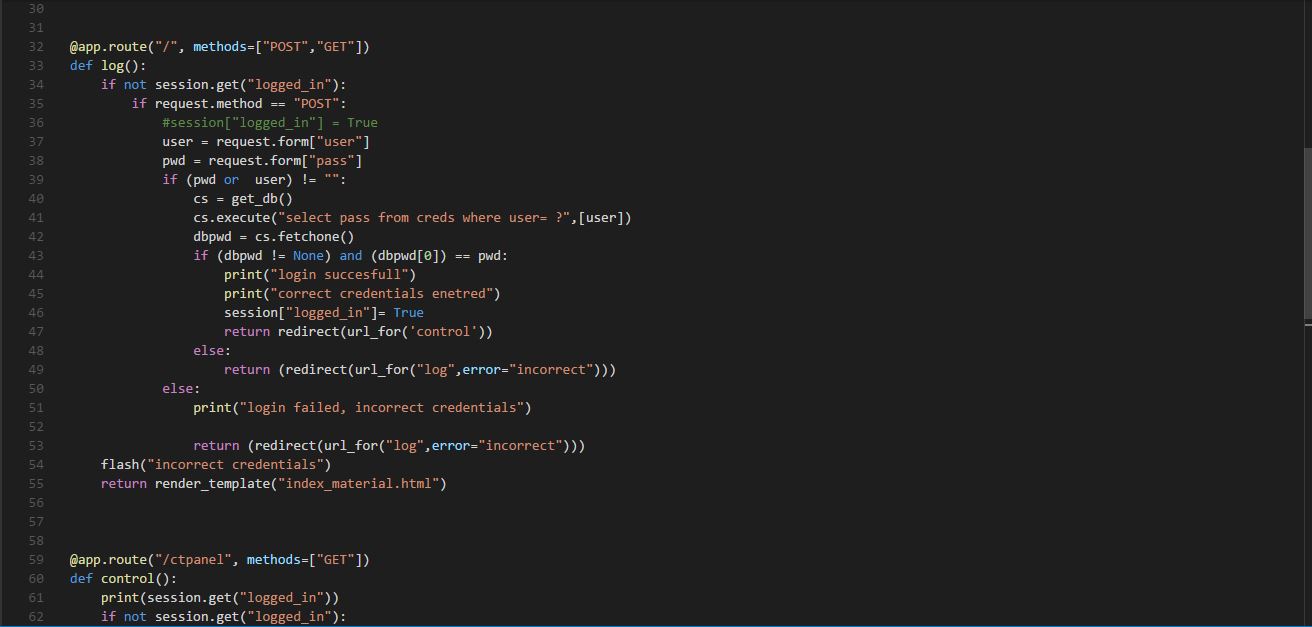 30
31
32 @app.route("/", methods=["POST","GET"])
33 def log():
34     if not session.get("logged_in"):
35         if request.method == "POST":
36             #session["logged_in"] = True
37             user = request.form["user"]
38             pwd = request.form["pass"]
39             if (pwd or  user) != "":
40                 cs = get_db()
41                 cs.execute("select pass from creds where user= ?",[user])
42                 dbpwd = cs.fetchone()
43                 if (dbpwd != None) and (dbpwd[0]) == pwd:
44                     print("login succesfull")
45                     print("correct credentials enetred")
46                     session["logged_in"]= True
47                     return redirect(url_for('control'))
48                 else:
49                     return (redirect(url_for("log",error="incorrect")))
50             else:
51                 print("login failed, incorrect credentials")
52
53                 return (redirect(url_for("log",error="incorrect")))
54     flash("incorrect credentials")
55     return render_template("index_material.html")
56
57
58
59 @app.route("/ctpanel", methods=["GET"])
60 def control():
61     print(session.get("logged_in"))
62     if not session.get("logged_in"):